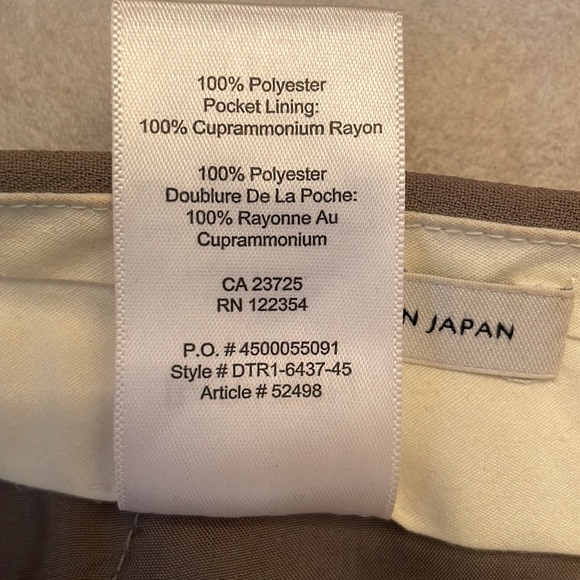 100% Polyester
Pocket Lining:
100% Cuprammonium Rayon
100% Polyester
Doublure De La Poche:
100% Rayonne Au
Cuprammonium
CA 23725
RN 122354
P.O. # 4500055091
Style # DTR1-6437-45
Article # 52498
N JAPAN